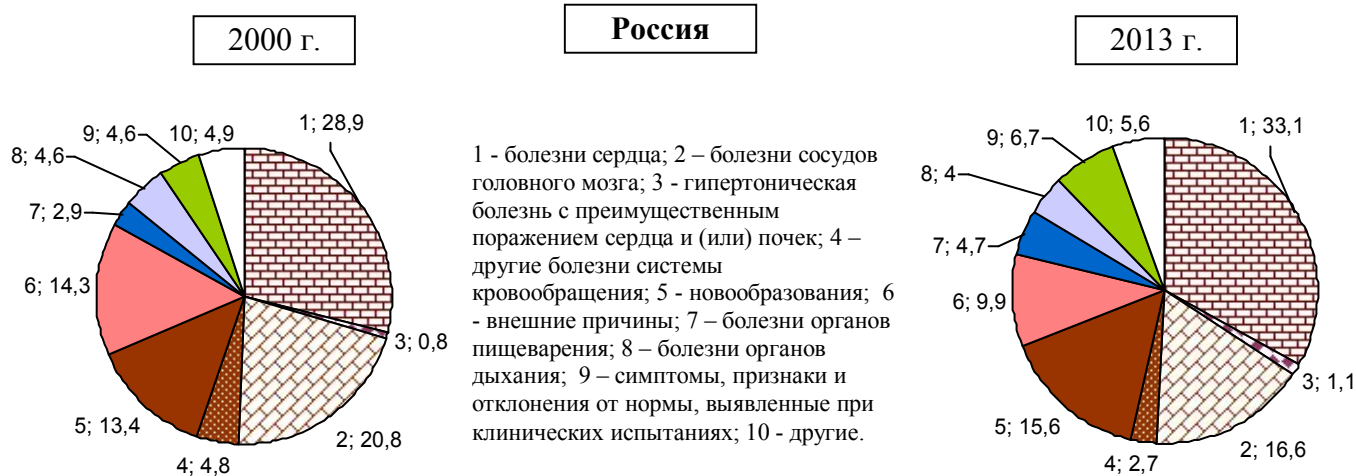 2000 г.
Россия
2013 г.
9; 4,6
10; 4,9
1; 28,9
8; 4,6
7; 2,9
6; 14,3
3; 0,8
5; 13,4
2; 20,8
4; 4,8
1 - болезни сердца; 2 – болезни сосудов
головного мозга; 3 - гипертоническая
болезнь с преимущественным
поражением сердца и (или) почек; 4 –
другие болезни системы
кровообращения; 5 - новообразования; 6
- внешние причины; 7 – болезни органов
пищеварения; 8 – болезни органов
дыхания; 9 – симптомы, признаки и
отклонения от нормы, выявленные при
клинических испытаниях; 10 - другие.
9; 6,7
10; 5,6
1; 33,1
8; 4
7; 4,7
6; 9,9
3; 1,1
5; 15,6
2; 16,6
4; 2,7